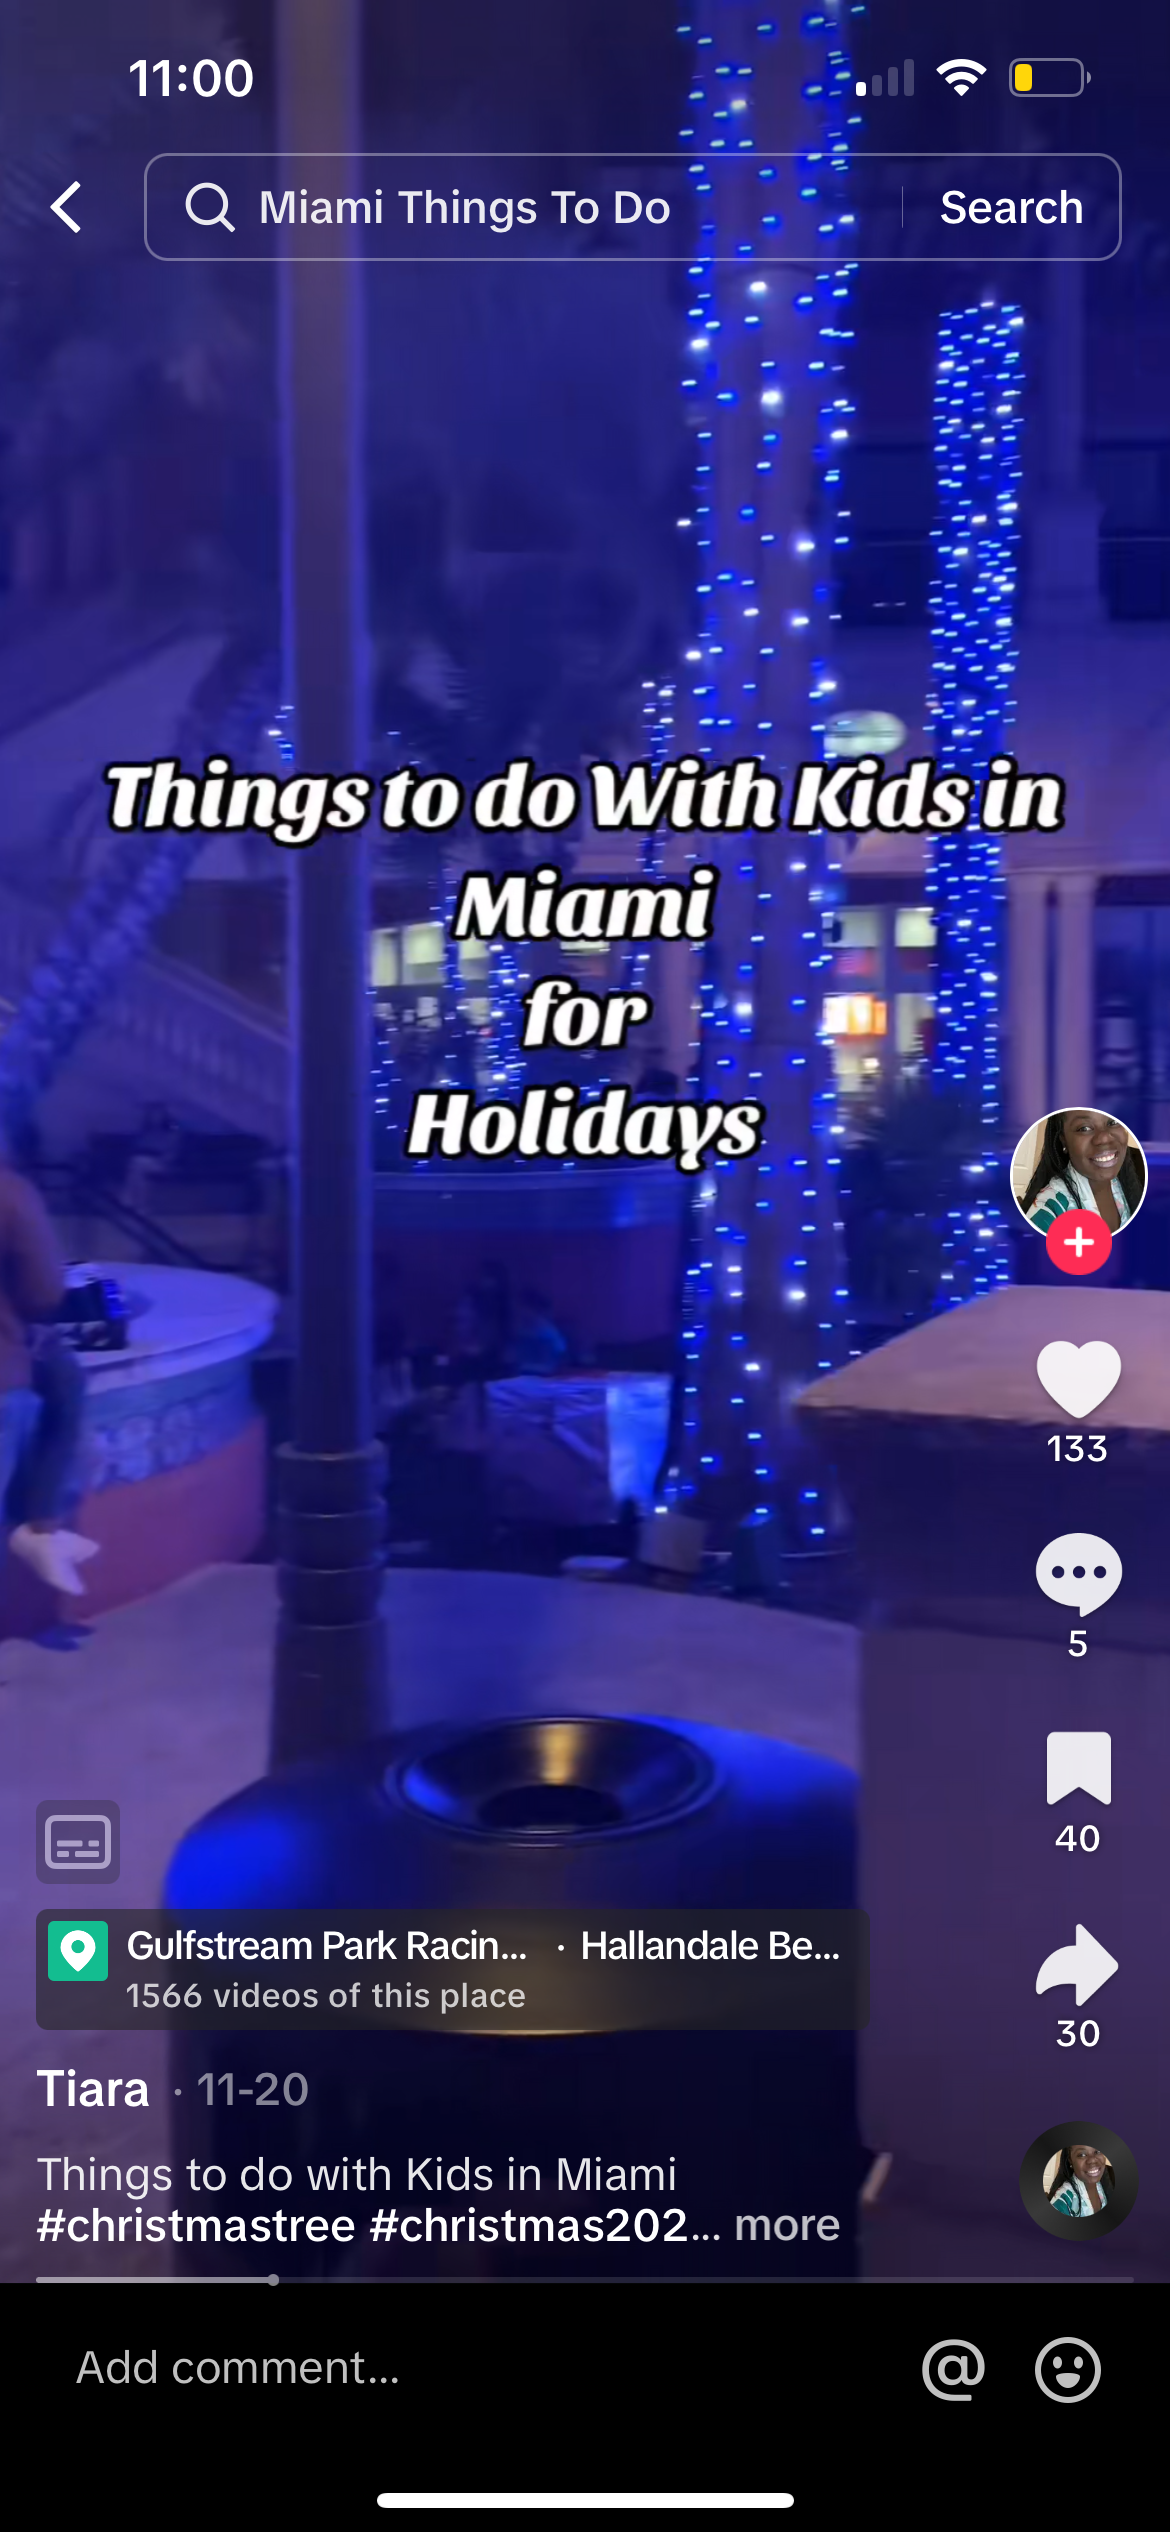 11:00
Miami Things To Do
Search
Things to do With Kids in
Miami
for
Holidays
133
5
40
Gulfstream Park Racin... · Hallandale Be...
1566 videos of this place
30
Tiara · 11-20
Things to do with Kids in Miami
#christmastree #christmas202... more
Add comment...
@